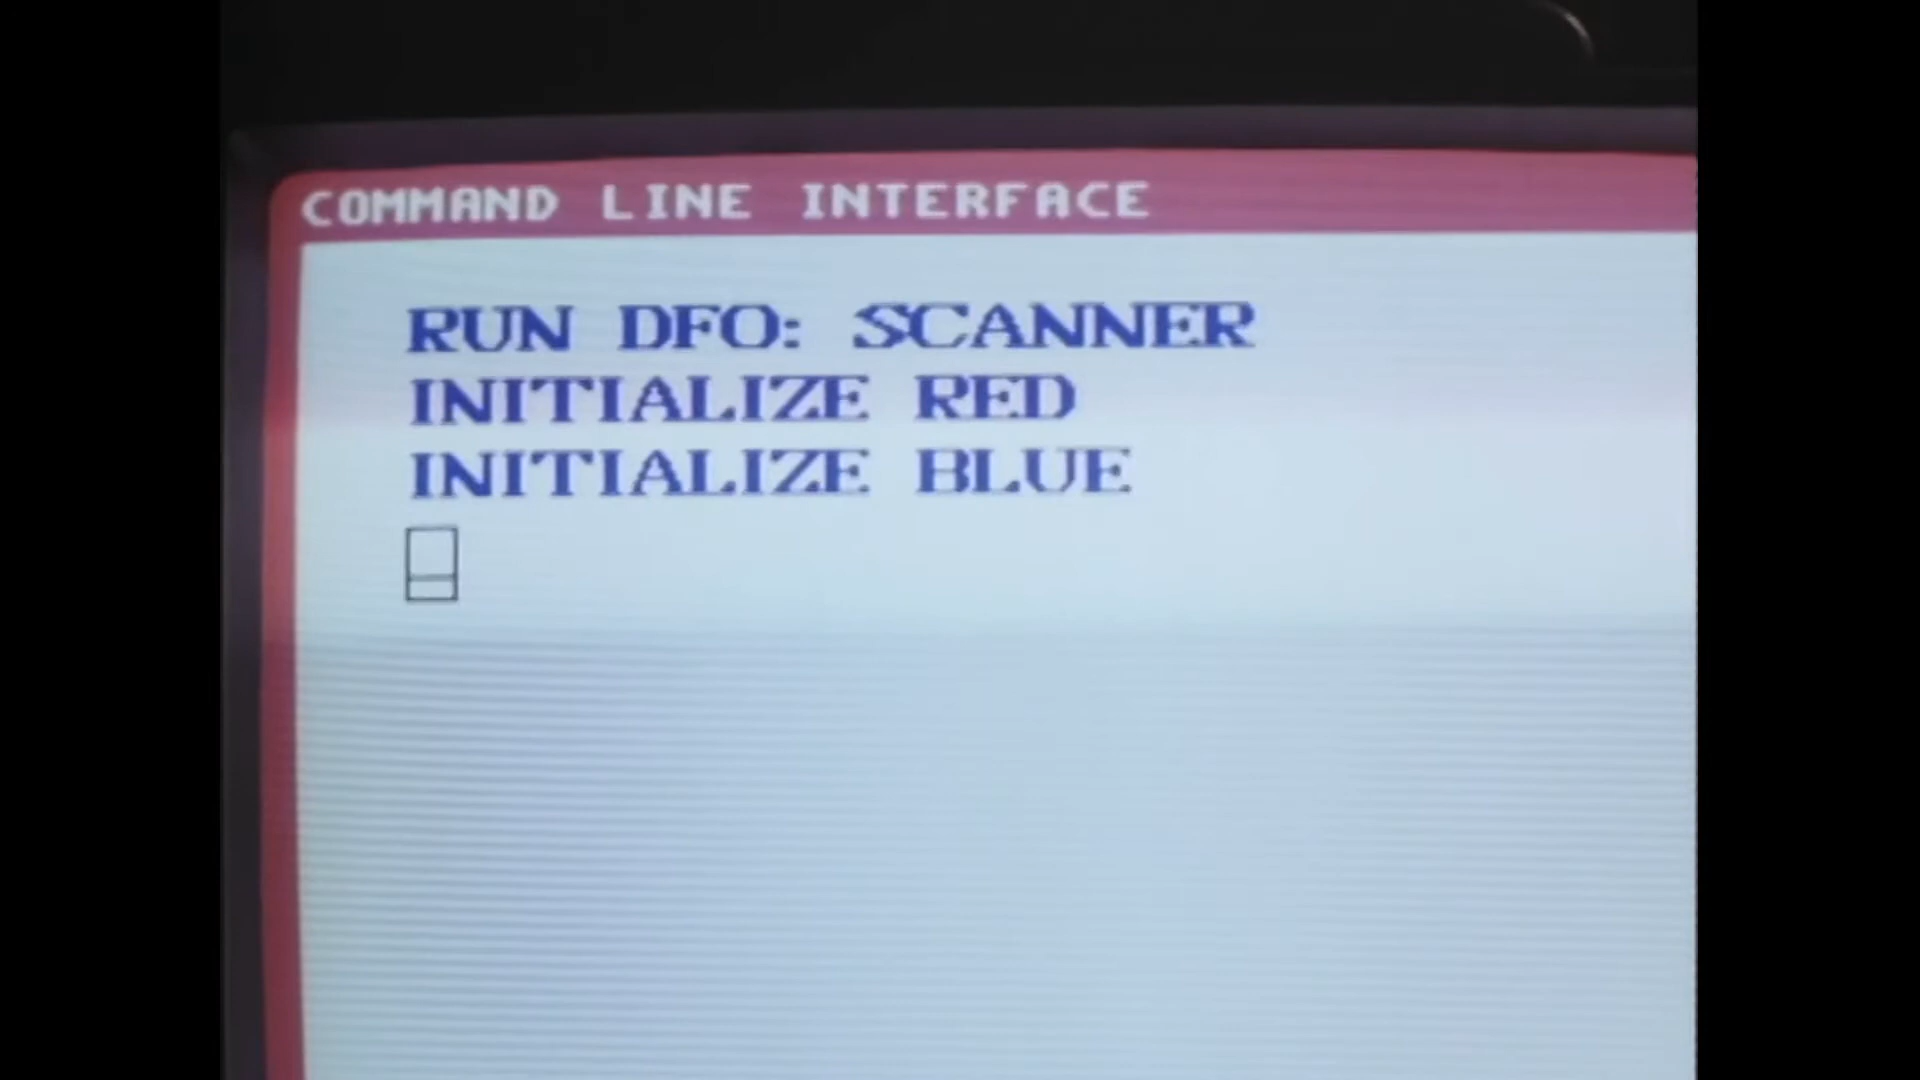 COMMAND LINE INTERFACE
RUN DFO: SCANNER
INITIALIZE RED
INITIALIZE BLUE